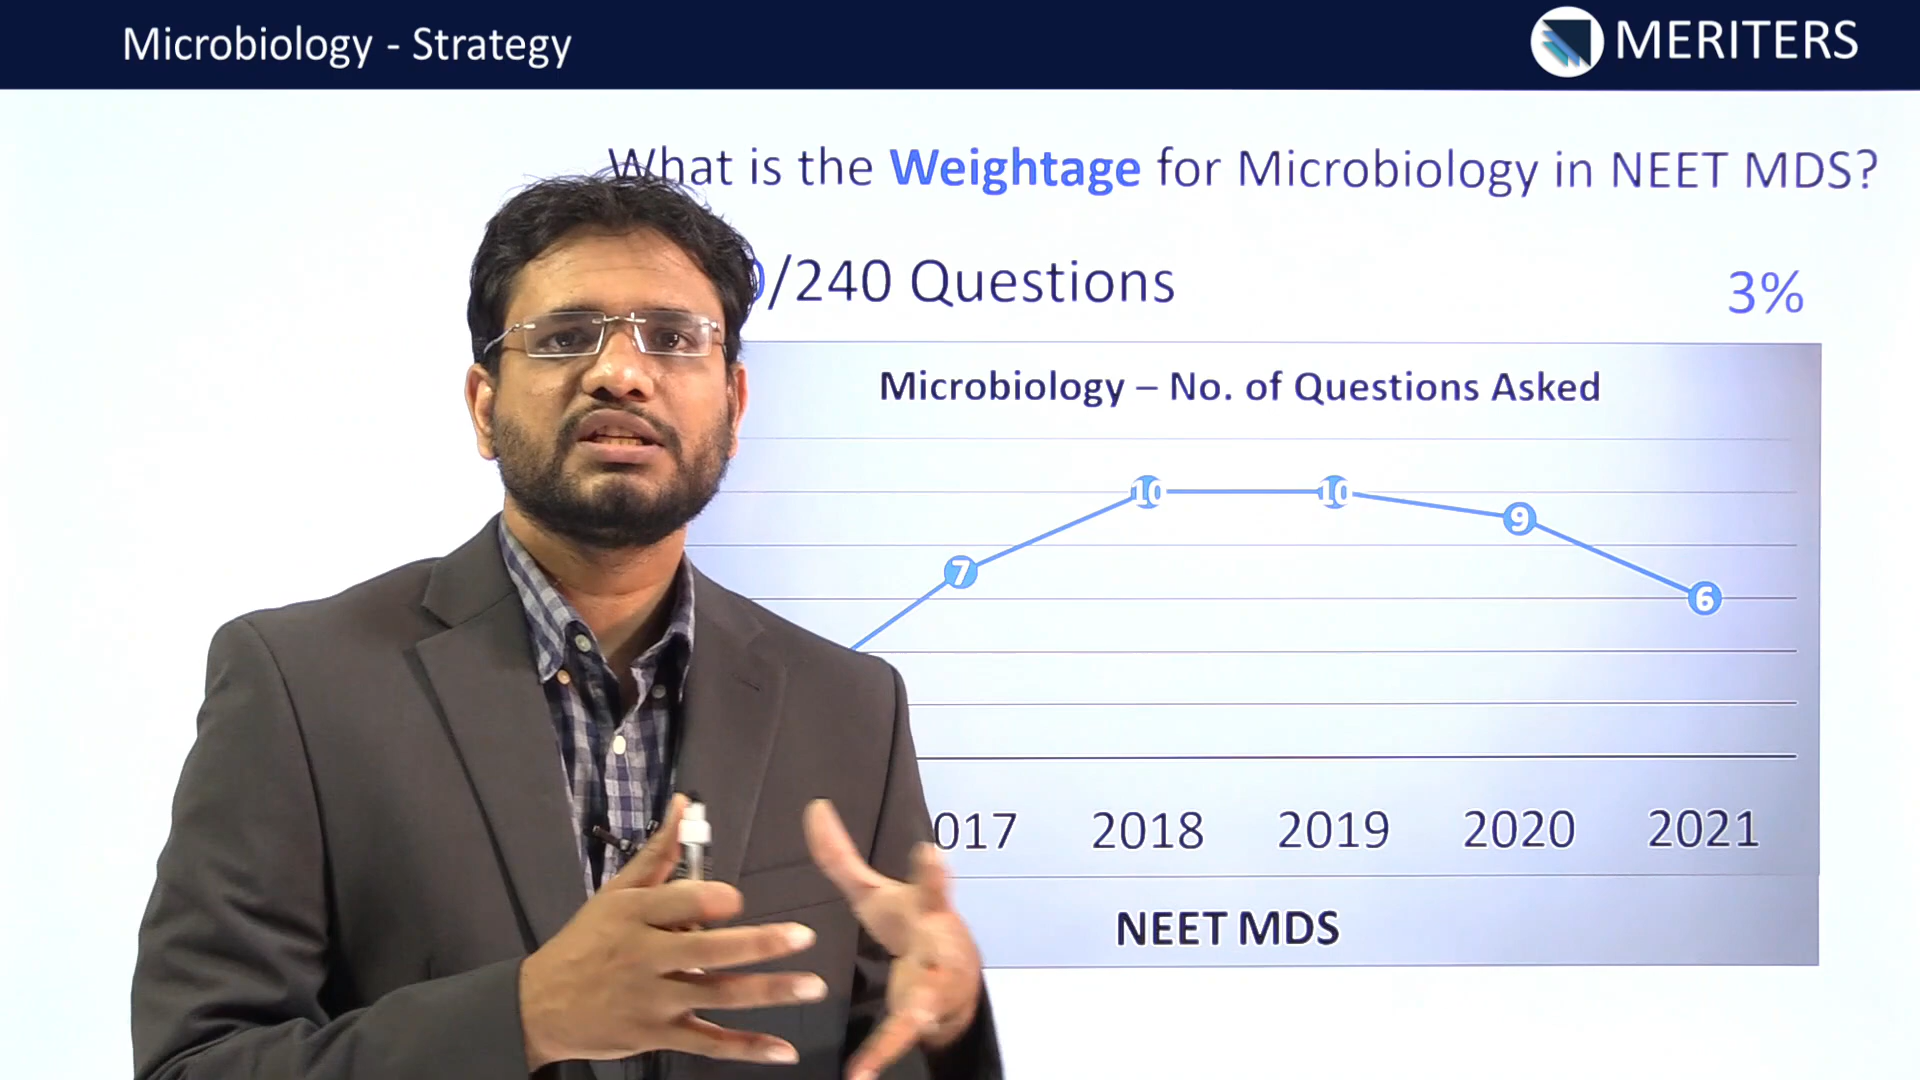 Microbiology - Strategy
MERITERS
What is the Weightage for Microbiology in NEET MDS?
/240 Questions
3%
Microbiology – No. of Questions Asked
10 10
9
7
6
017 2018 2019 2020 2021
NEET MDS